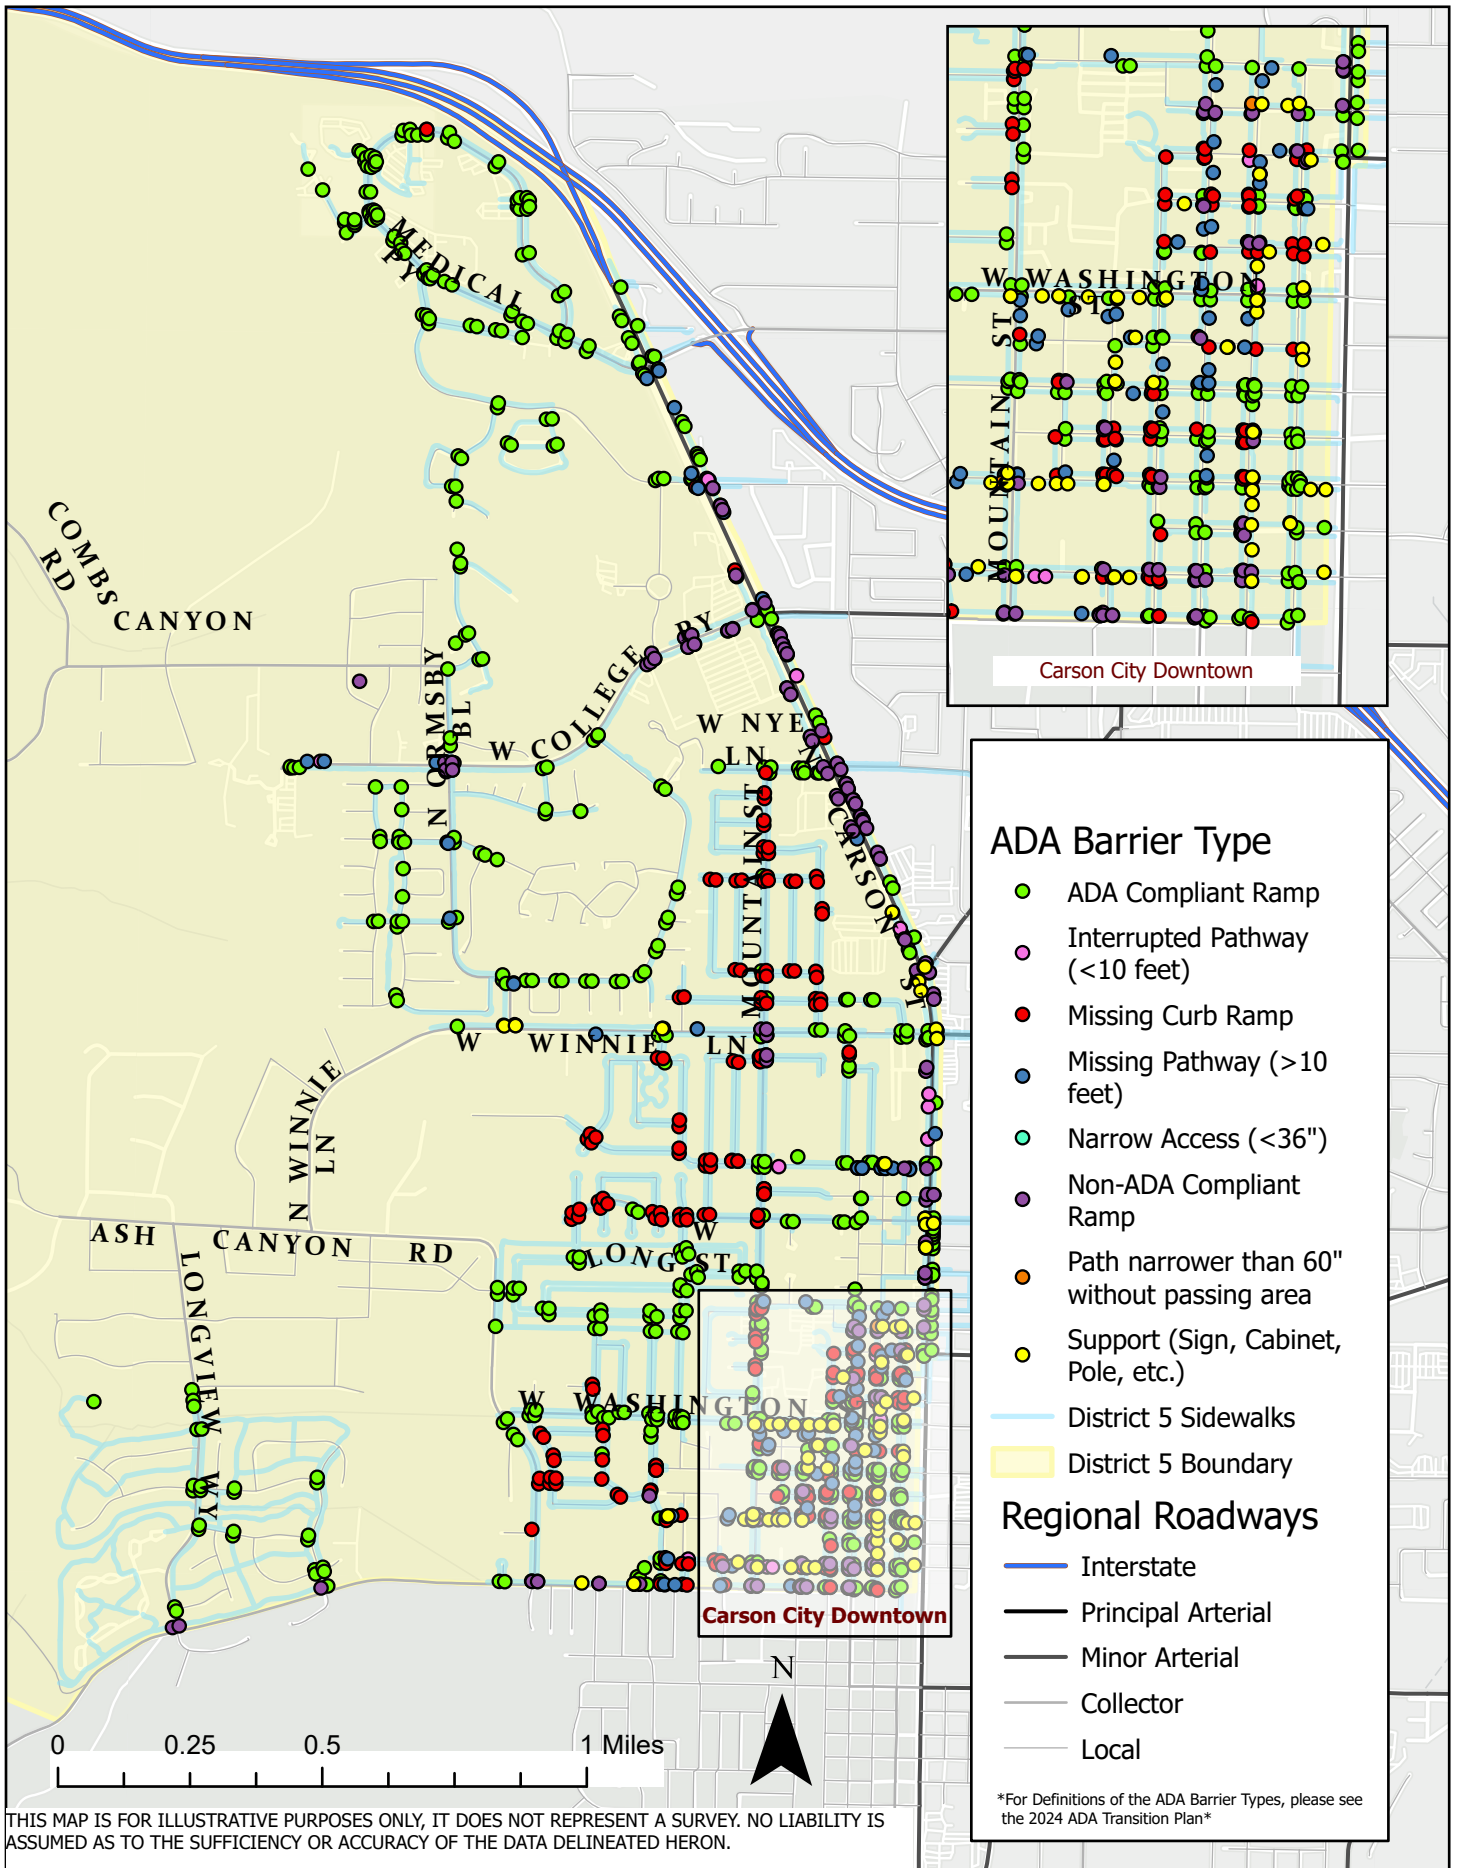 MEDICAL
PY
COMBS
RD
CANYON
N ORMSBY
BL
W COLLEGE PY
W NYE
LN
N CARSON
ST
MOUNTAIN ST
W WINNIE LN
N WINNIE
LN
ASH CANYON RD
W
LONG ST
LONGVIEW WY
W WASHINGTON ST
Carson City Downtown
W WASHINGTON
ST
MOUNTAIN ST
Carson City Downtown
ADA Barrier Type
ADA Compliant Ramp
Interrupted Pathway
(<10 feet)
Missing Curb Ramp
Missing Pathway (>10
feet)
Narrow Access (<36")
Non-ADA Compliant
Ramp
Path narrower than 60"
without passing area
Support (Sign, Cabinet,
Pole, etc.)
District 5 Sidewalks
District 5 Boundary
Regional Roadways
Interstate
Principal Arterial
Minor Arterial
Collector
Local
*For Definitions of the ADA Barrier Types, please see
the 2024 ADA Transition Plan*
N
0 0.25 0.5 1 Miles
THIS MAP IS FOR ILLUSTRATIVE PURPOSES ONLY, IT DOES NOT REPRESENT A SURVEY. NO LIABILITY IS
ASSUMED AS TO THE SUFFICIENCY OR ACCURACY OF THE DATA DELINEATED HERON.